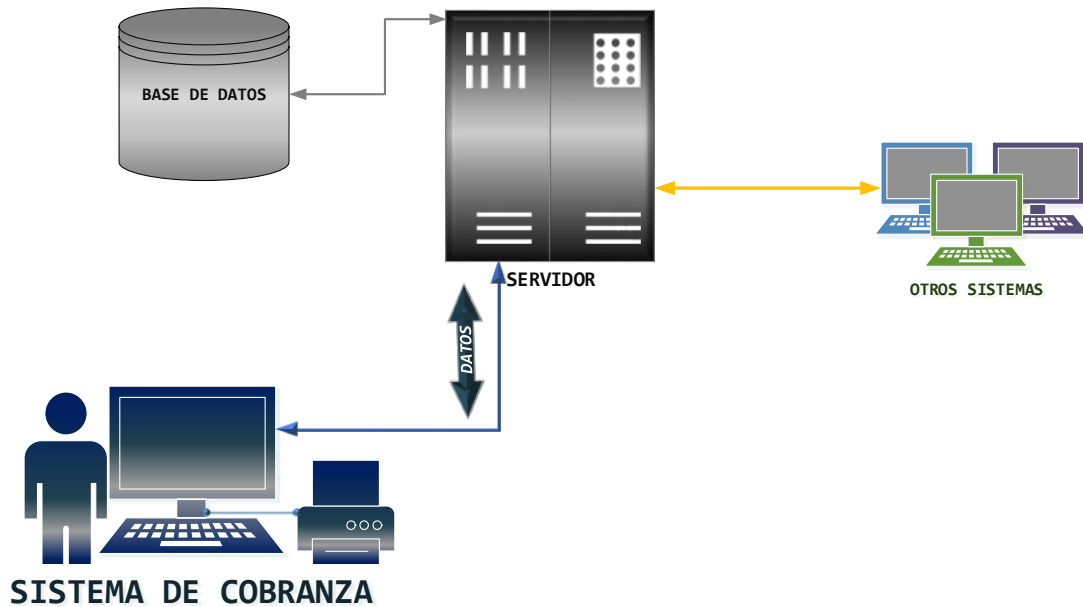 BASE DE DATOS
SERVIDOR
OTROS SISTEMAS
DATOS
SISTEMA DE COBRANZA